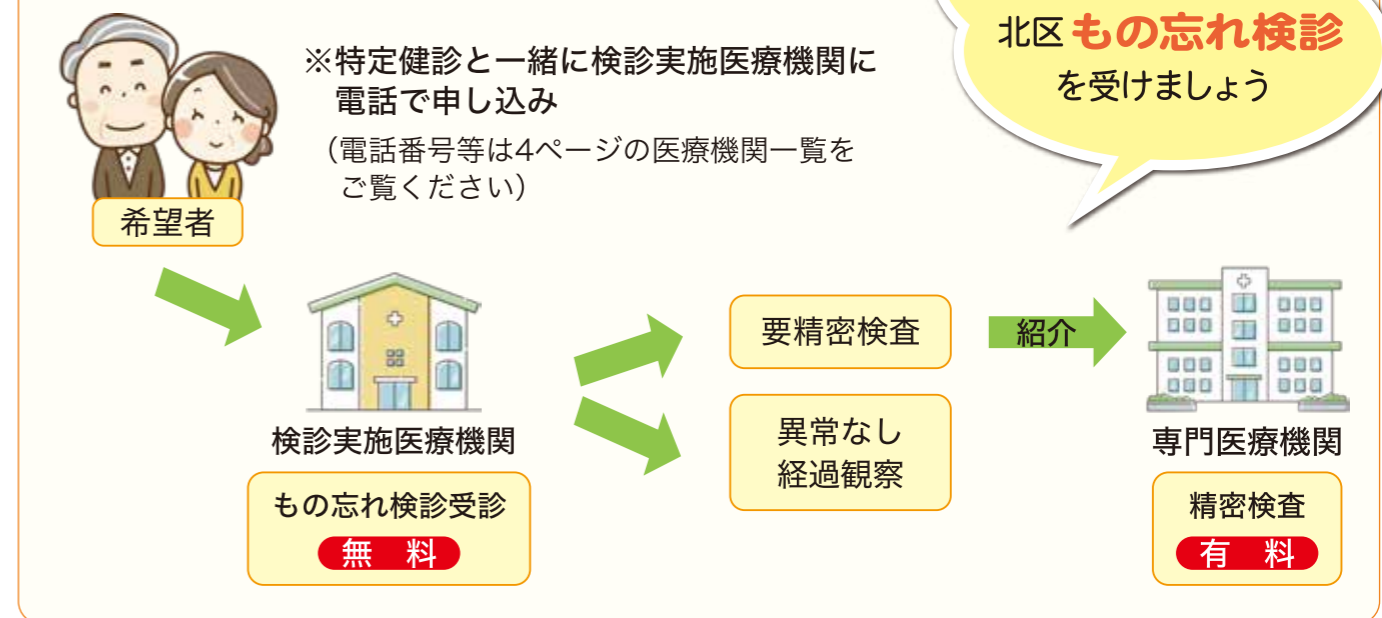 北区もの忘れ検診
を受けましょう
※特定健診と一緒に検診実施医療機関に
電話で申し込み
（電話番号等は4ページの医療機関一覧を
ご覧ください）
希望者
検診実施医療機関
もの忘れ検診受診
無　料
要精密検査
異常なし
経過観察
紹介
専門医療機関
精密検査
有　料